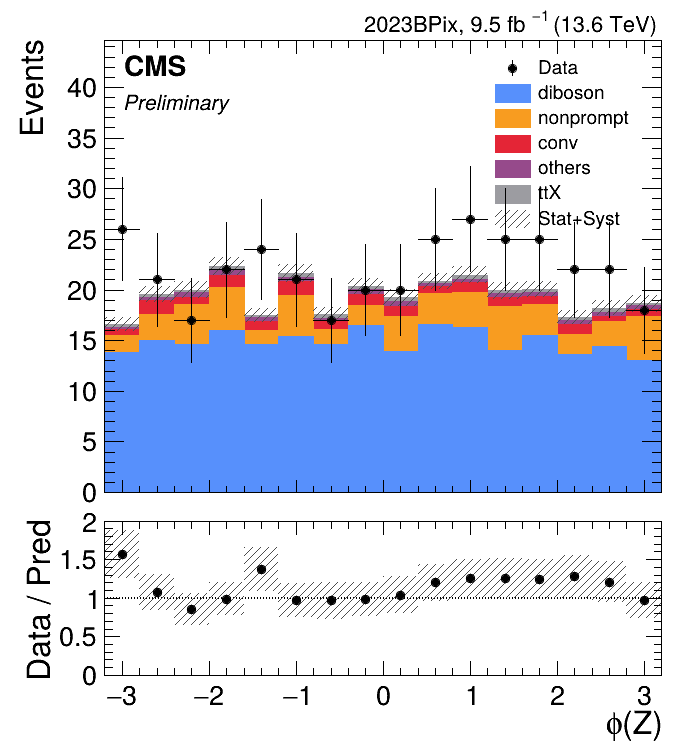 2023BPix, 9.5 fb⁻¹ (13.6 TeV)
CMS
Preliminary
Events
40
35
30
25
20
15
10
5
0
Data
diboson
nonprompt
conv
others
ttX
Stat+Syst
Data / Pred
2
1.5
1
0.5
0
−3
−2
−1
0
1
2
3
ϕ(Z)